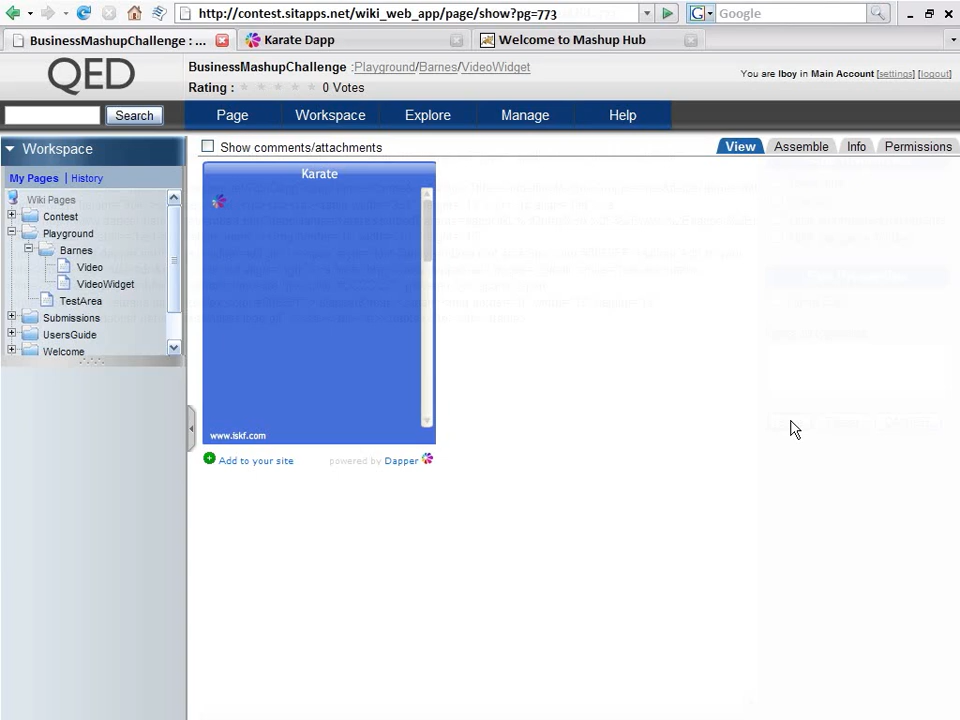 http://contest.sitapps.net/wiki_web_app/page/show?pg=773
Google
BusinessMashupChallenge : ...
Karate Dapp
Welcome to Mashup Hub
QED
BusinessMashupChallenge :Playground/Barnes/VideoWidget
Rating :
0 Votes
You are lboy in Main Account [settings] [logout]
Search
Page
Workspace
Explore
Manage
Help
Workspace
Show comments/attachments
View
Assemble
Info
Permissions
My Pages | History
Wiki Pages
Contest
Playground
Barnes
Video
VideoWidget
TestArea
Submissions
UsersGuide
Welcome
Karate
www.iskf.com
Add to your site
powered by Dapper